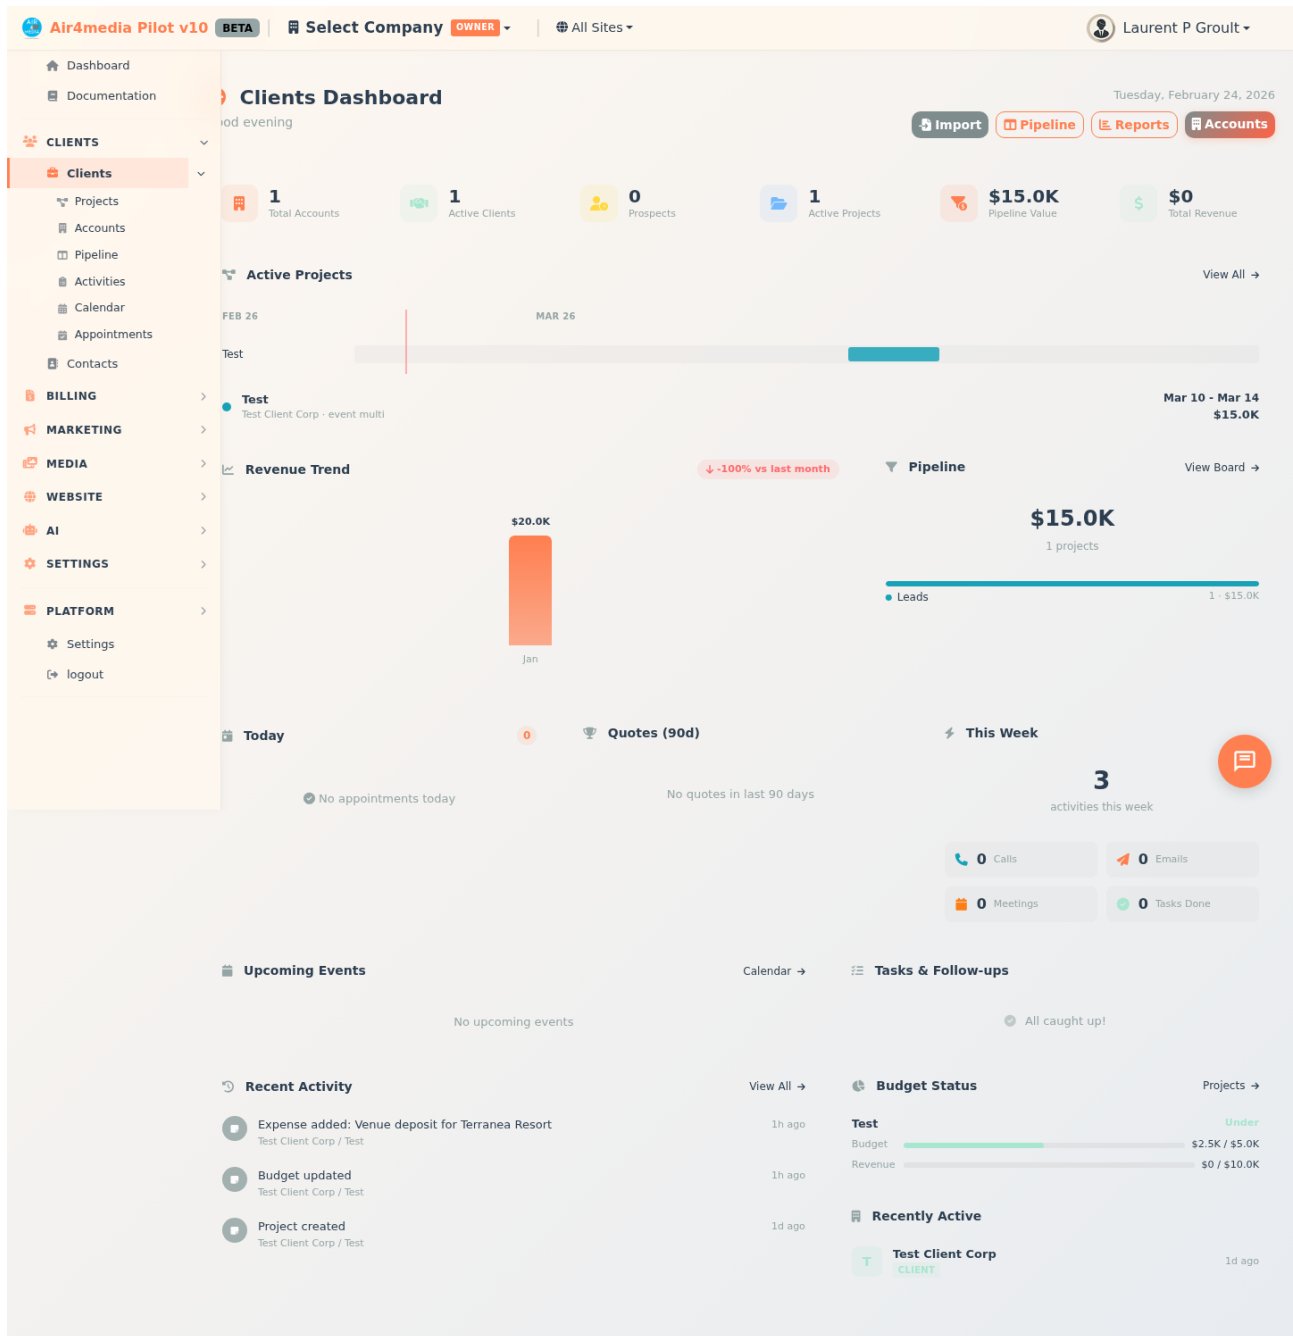 Air4media Pilot v10 BETA
Select Company OWNER
All Sites
Laurent P Groult
Dashboard
Documentation
CLIENTS
Clients
Projects
Accounts
Pipeline
Activities
Calendar
Appointments
Contacts
BILLING
MARKETING
MEDIA
WEBSITE
AI
SETTINGS
PLATFORM
Settings
logout
Clients Dashboard
ood evening
Tuesday, February 24, 2026
Import
Pipeline
Reports
Accounts
1
Total Accounts
1
Active Clients
0
Prospects
1
Active Projects
$15.0K
Pipeline Value
$
$0
Total Revenue
Active Projects
View All →
FEB 26
MAR 26
Test
Test
Test Client Corp · event multi
Mar 10 - Mar 14
$15.0K
Revenue Trend
↓ -100% vs last month
$20.0K
Jan
Pipeline
View Board →
$15.0K
1 projects
Leads
1 · $15.0K
Today
0
No appointments today
Quotes (90d)
No quotes in last 90 days
This Week
3
activities this week
0 Calls
0 Emails
0 Meetings
0 Tasks Done
Upcoming Events
Calendar →
No upcoming events
Tasks & Follow-ups
All caught up!
Recent Activity
View All →
Expense added: Venue deposit for Terranea Resort
1h ago
Test Client Corp / Test
Budget updated
1h ago
Test Client Corp / Test
Project created
1d ago
Test Client Corp / Test
Budget Status
Projects →
Test
Under
Budget
$2.5K / $5.0K
Revenue
$0 / $10.0K
Recently Active
T
Test Client Corp
CLIENT
1d ago